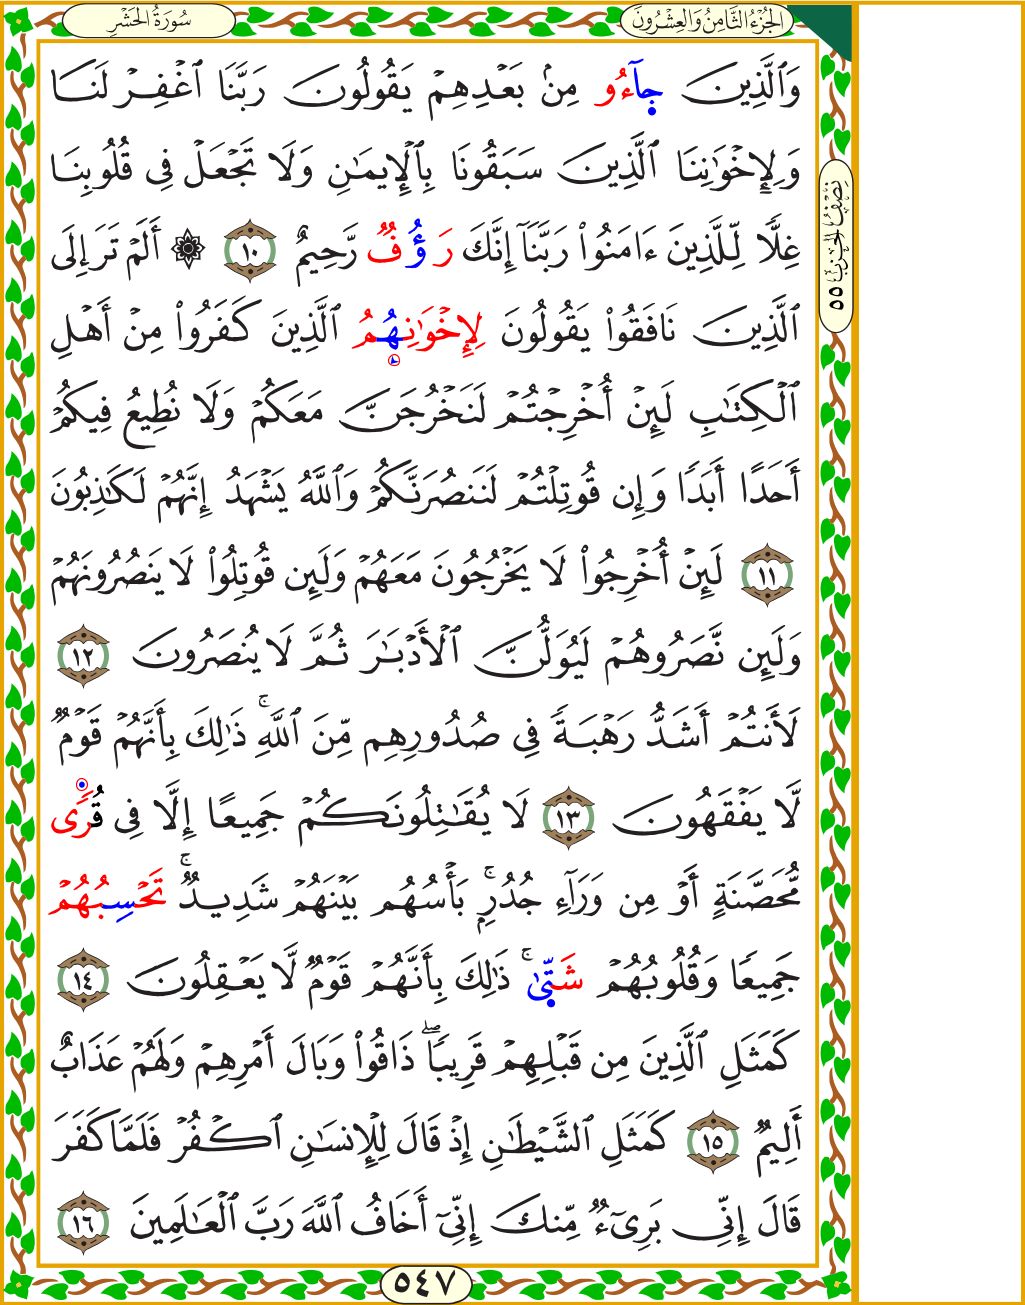 الجُزْءُ الثَّامِنُ وَالعِشْرُونَ
سُورَةُ الحَشْرِ
وَٱلَّذِينَ جِآءُو مِنۢ بَعْدِهِمْ يَقُولُونَ رَبَّنَا ٱغْفِرْ لَنَا
وَلِإِخْوَٰنِنَا ٱلَّذِينَ سَبَقُونَا بِٱلْإِيمَٰنِ وَلَا تَجْعَلْ فِى قُلُوبِنَا
غِلًّا لِّلَّذِينَ ءَامَنُوا۟ رَبَّنَآ إِنَّكَ رَؤُفٌ رَّحِيمٌ ١٠ ۞ أَلَمْ تَرَ إِلَى
ٱلَّذِينَ نَافَقُوا۟ يَقُولُونَ لِإِخْوَٰنِهُمُ ٱلَّذِينَ كَفَرُوا۟ مِنْ أَهْلِ
ٱلْكِتَٰبِ لَئِنْ أُخْرِجْتُمْ لَنَخْرُجَنَّ مَعَكُمْ وَلَا نُطِيعُ فِيكُمْ
أَحَدًا أَبَدًا وَإِن قُوتِلْتُمْ لَنَنصُرَنَّكُمْ وَٱللَّهُ يَشْهَدُ إِنَّهُمْ لَكَٰذِبُونَ
١١ لَئِنْ أُخْرِجُوا۟ لَا يَخْرُجُونَ مَعَهُمْ وَلَئِن قُوتِلُوا۟ لَا يَنصُرُونَهُمْ
وَلَئِن نَّصَرُوهُمْ لَيُوَلُّنَّ ٱلْأَدْبَٰرَ ثُمَّ لَا يُنصَرُونَ ١٢
لَأَنتُمْ أَشَدُّ رَهْبَةً فِى صُدُورِهِم مِّنَ ٱللَّهِ ۚ ذَٰلِكَ بِأَنَّهُمْ قَوْمٌ
لَّا يَفْقَهُونَ ١٣ لَا يُقَٰتِلُونَكُمْ جَمِيعًا إِلَّا فِى قُرًى
مُّحَصَّنَةٍ أَوْ مِن وَرَآءِ جُدُرٍۭ ۚ بَأْسُهُم بَيْنَهُمْ شَدِيدٌ ۚ تَحْسِبُهُمْ
جَمِيعًا وَقُلُوبُهُمْ شَتِّىٰ ۚ ذَٰلِكَ بِأَنَّهُمْ قَوْمٌ لَّا يَعْقِلُونَ ١٤
كَمَثَلِ ٱلَّذِينَ مِن قَبْلِهِمْ قَرِيبًا ۖ ذَاقُوا۟ وَبَالَ أَمْرِهِمْ وَلَهُمْ عَذَابٌ
أَلِيمٌ ١٥ كَمَثَلِ ٱلشَّيْطَٰنِ إِذْ قَالَ لِلْإِنسَٰنِ ٱكْفُرْ فَلَمَّا كَفَرَ
قَالَ إِنِّى بَرِىٓءٌ مِّنكَ إِنِّىٓ أَخَافُ ٱللَّهَ رَبَّ ٱلْعَٰلَمِينَ ١٦
نِصْفُ الحِزْبِ ٥٥
٥٤٧